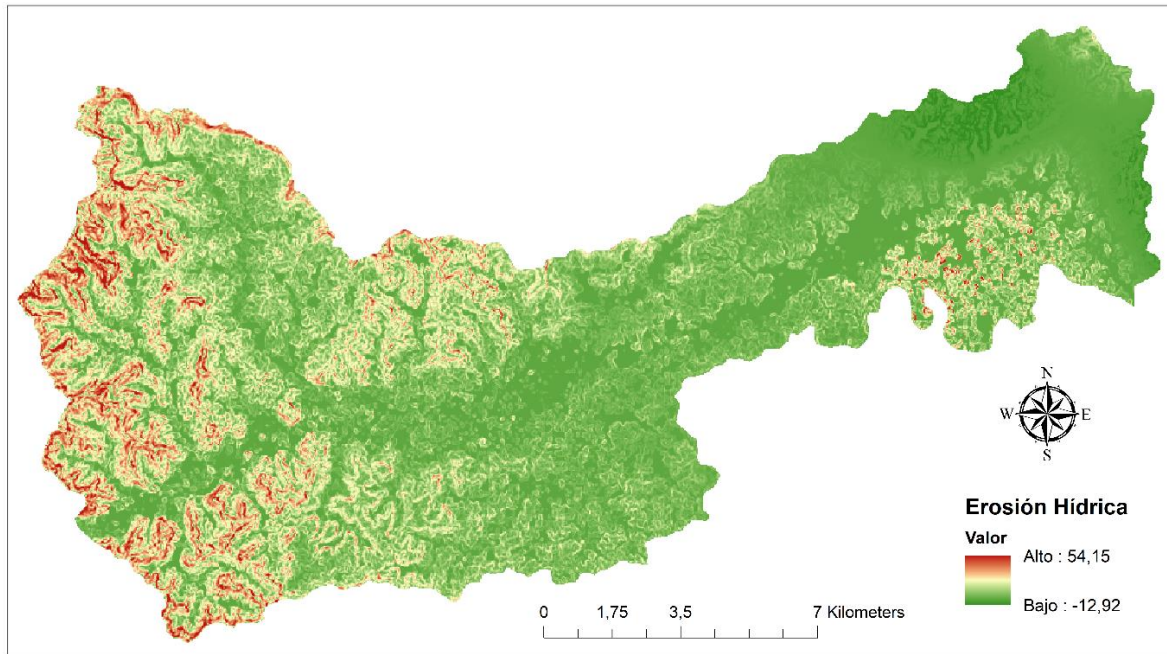 N
W E
S
Erosión Hídrica
Valor
Alto : 54,15
Bajo : -12,92
0 1,75 3,5 7 Kilometers